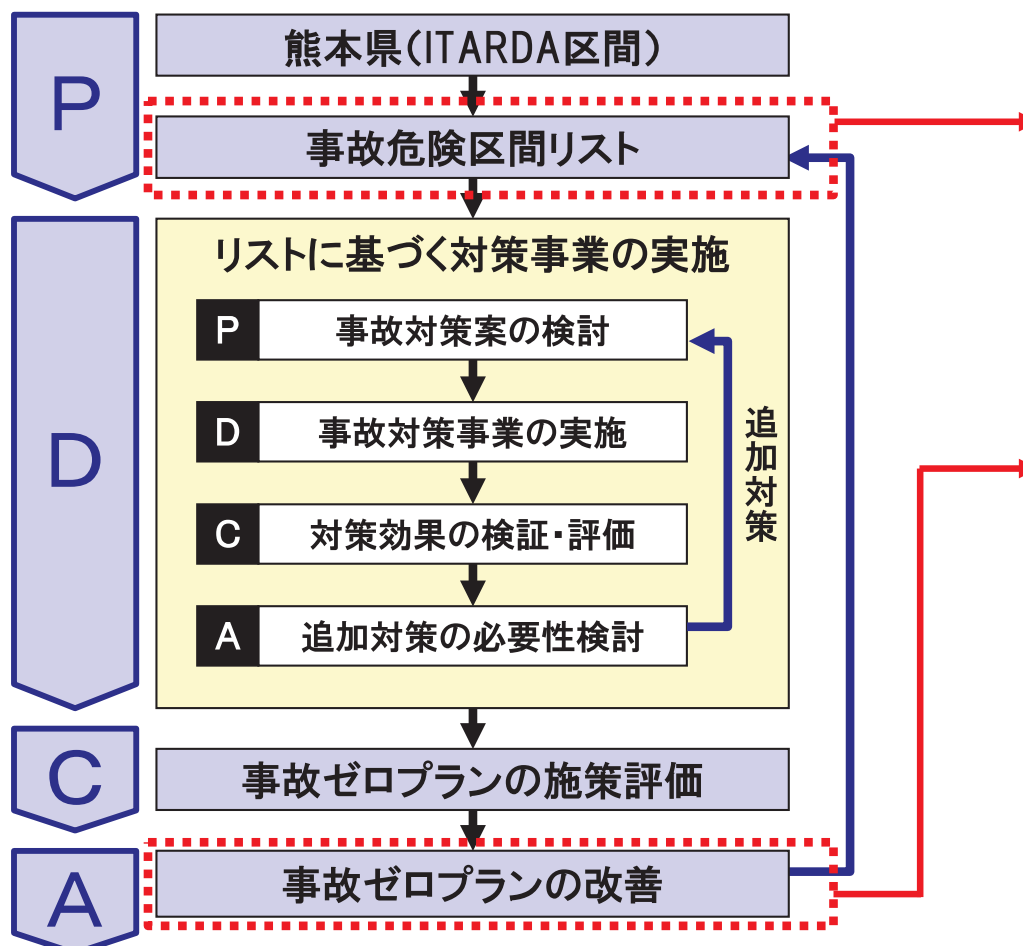 P
熊本県(ITARDA区間)
事故危険区間リスト
D
リストに基づく対策事業の実施
P 事故対策案の検討
D 事故対策事業の実施
C 対策効果の検証・評価
A 追加対策の必要性検討
追加対策
C
事故ゼロプランの施策評価
A
事故ゼロプランの改善